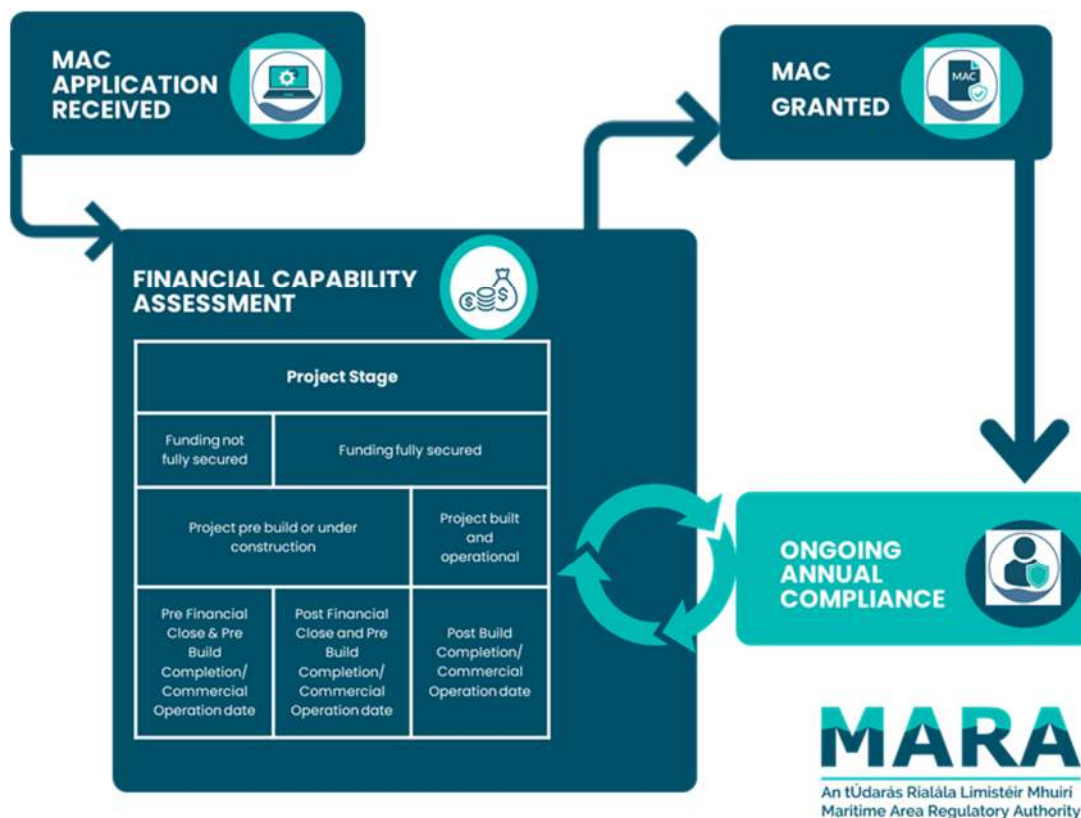 MAC
APPLICATION
RECEIVED
MAC
MAC
GRANTED
FINANCIAL CAPABILITY
ASSESSMENT
$ $
Project Stage
Funding not
fully secured
Funding fully secured
Project pre build or under
construction
Project built
and
operational
Pre Financial
Close & Pre
Build
Completion/
Commercial
Operation date
Post Financial
Close and Pre
Build
Completion/
Commercial
Operation date
Post Build
Completion/
Commercial
Operation date
ONGOING
ANNUAL
COMPLIANCE
MARA
An tÚdarás Rialála Limistéir Mhuirí
Maritime Area Regulatory Authority